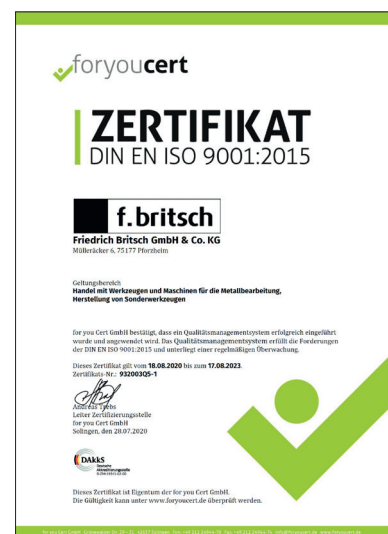 foryoucert
ZERTIFIKAT
DIN EN ISO 9001:2015
f.britsch
Friedrich Britsch GmbH & Co. KG
Mülleräcker 6, 75177 Pforzheim
Geltungsbereich
Handel mit Werkzeugen und Maschinen für die Metallbearbeitung,
Herstellung von Sonderwerkzeugen
for you Cert GmbH bestätigt, dass ein Qualitätsmanagementsystem erfolgreich eingeführt
wurde und angewendet wird. Das Qualitätsmanagementsystem erfüllt die Forderungen
der DIN EN ISO 9001:2015 und unterliegt einer regelmäßigen Überwachung.
Dieses Zertifikat gilt vom 18.08.2020 bis zum 17.08.2023.
Zertifikats-Nr.: 932003Q5-1
Andreas Trebs
Leiter Zertifizierungsstelle
for you Cert GmbH
Solingen, den 28.07.2020
DAkkS
Deutsche
Akkreditierungsstelle
Dieses Zertifikat ist Eigentum der for you Cert GmbH.
Die Gültigkeit kann unter www.foryoucert.de überprüft werden.